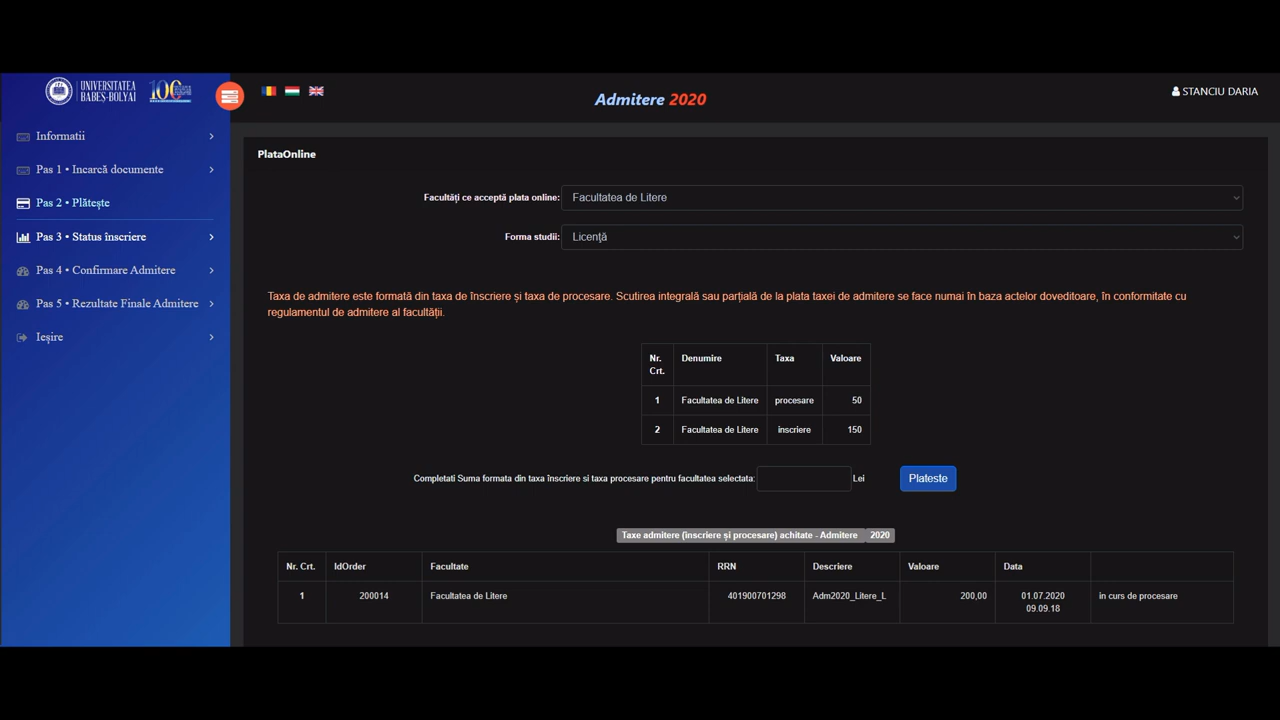 UNIVERSITATEA
BABEȘ-BOLYAI
100
Admitere 2020
STANCIU DARIA
Informatii
Pas 1 • Incarcă documente
Pas 2 • Plătește
Pas 3 • Status înscriere
Pas 4 • Confirmare Admitere
Pas 5 • Rezultate Finale Admitere
Ieșire
PlataOnline
Facultăți ce acceptă plata online: Facultatea de Litere
Forma studii: Licență
Taxa de admitere este formată din taxa de înscriere și taxa de procesare. Scutirea integrală sau parțială de la plata taxei de admitere se face numai în baza actelor doveditoare, în conformitate cu
regulamentul de admitere al facultății.
Nr. Crt. Denumire Taxa Valoare
1 Facultatea de Litere procesare 50
2 Facultatea de Litere inscriere 150
Completati Suma formata din taxa înscriere si taxa procesare pentru facultatea selectata: Lei Plateste
Taxe admitere (înscriere și procesare) achitate - Admitere 2020
Nr. Crt. IdOrder Facultate RRN Descriere Valoare Data
1 200014 Facultatea de Litere 401900701298 Adm2020_Litere_L 200,00 01.07.2020 in curs de procesare
09.09.18